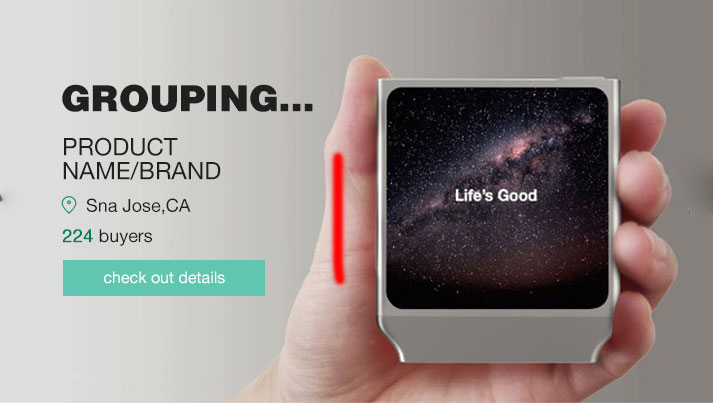 GROUPING...
PRODUCT
NAME/BRAND
Sna Jose,CA
224 buyers
check out details
Life's Good